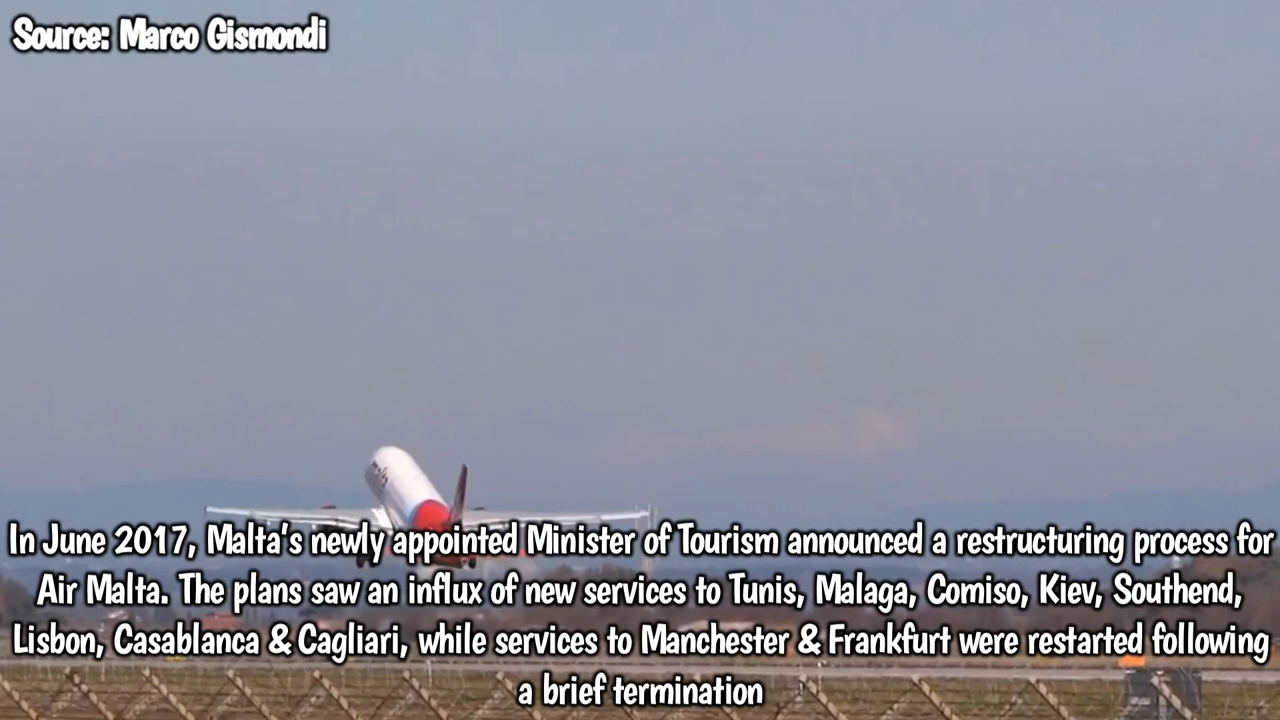 Source: Marco Gismondi
In June 2017, Malta's newly appointed Minister of Tourism announced a restructuring process for
Air Malta. The plans saw an influx of new services to Tunis, Malaga, Comiso, Kiev, Southend,
Lisbon, Casablanca & Cagliari, while services to Manchester & Frankfurt were restarted following
a brief termination